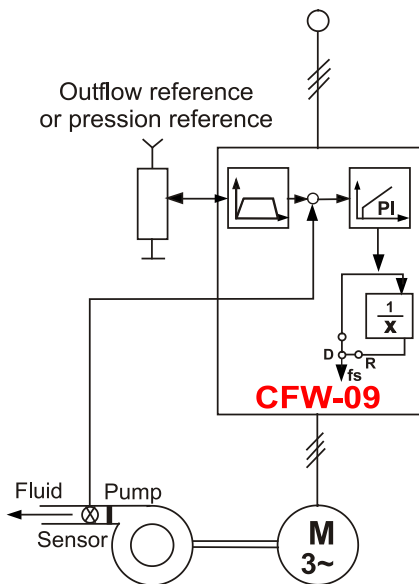 Outflow reference
or pression reference
PI
1
x
D
R
fs
CFW-09
Fluid
Pump
Sensor
M
3~